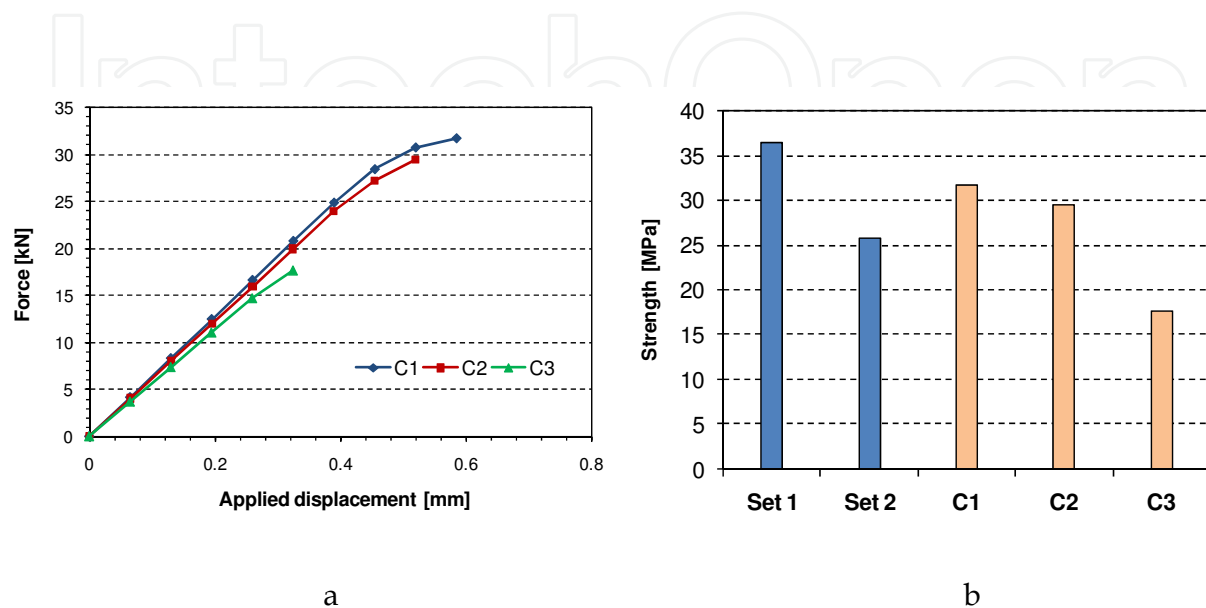 IntechOpen
35
30
25
20
15
10
5
0
Force [kN]
0 0.2 0.4 0.6 0.8
Applied displacement [mm]
C1 C2 C3
a
40
35
30
25
20
15
10
5
0
Strength [MPa]
Set 1 Set 2 C1 C2 C3
b